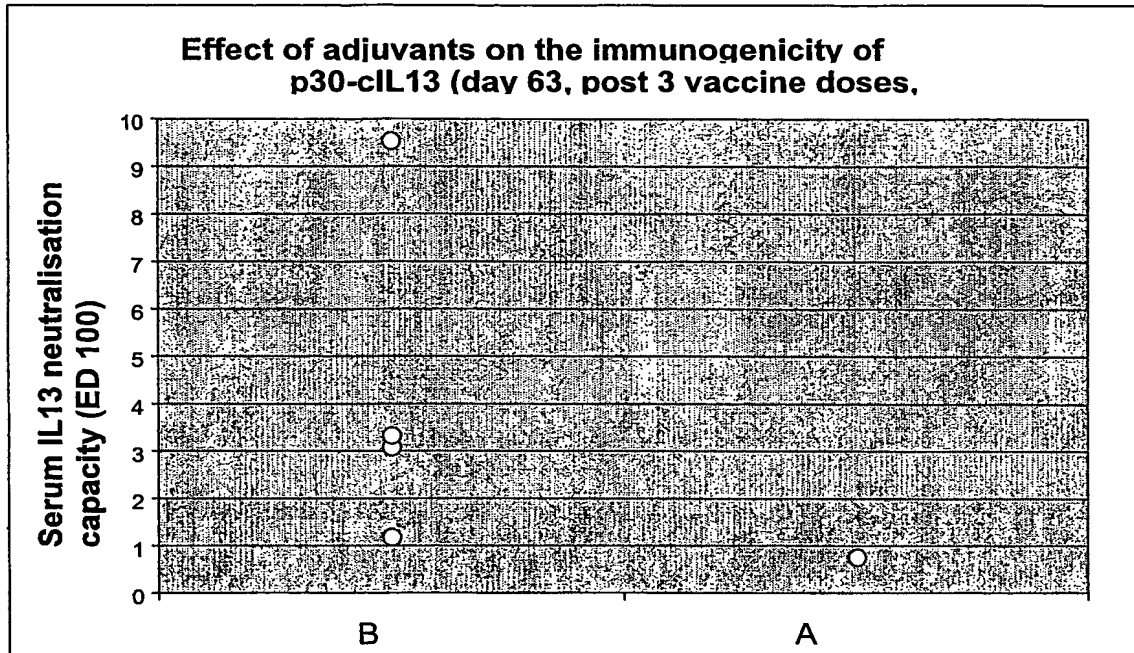 Effect of adjuvants on the immunogenicity of
p30-cIL13 (day 63, post 3 vaccine doses,
Serum IL13 neutralisation
capacity (ED 100)
10
9
8
7
6
5
4
3
2
1
0
B A